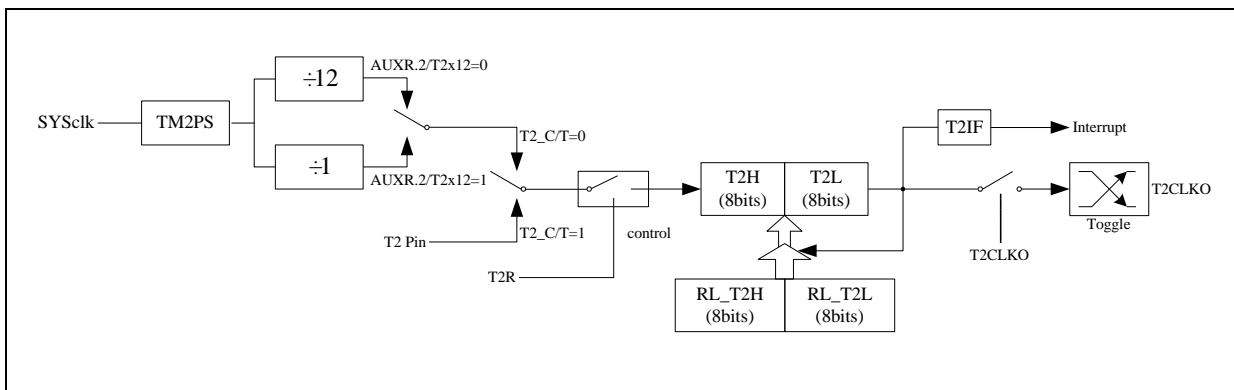 SYSclk
TM2PS
÷12
÷1
AUXR.2/T2x12=0
AUXR.2/T2x12=1
T2_C/T=0
T2_C/T=1
T2 Pin
T2R
control
T2H
(8bits)
T2L
(8bits)
RL_T2H
(8bits)
RL_T2L
(8bits)
T2IF
Interrupt
T2CLKO
Toggle
T2CLKO